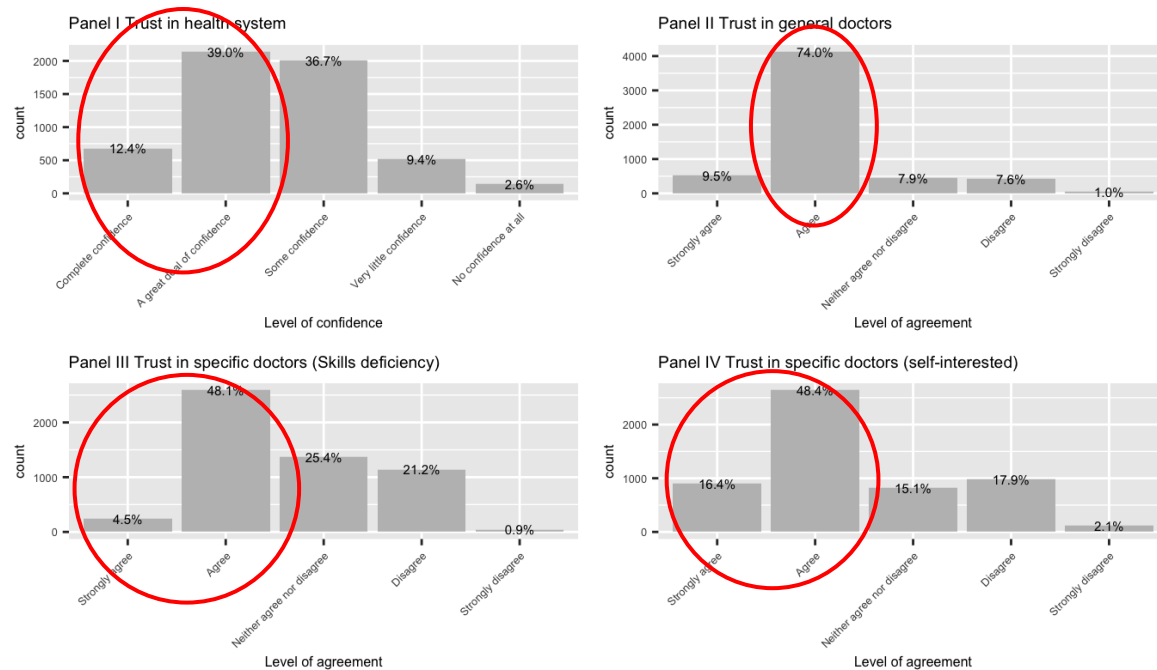 Panel I Trust in health system
count
2000
1500
1000
500
0
12.4%
39.0%
36.7%
9.4%
2.6%
Complete confidence
A great deal of confidence
Some confidence
Very little confidence
No confidence at all
Level of confidence
Panel II Trust in general doctors
count
4000
3000
2000
1000
0
9.5%
74.0%
7.9%
7.6%
1.0%
Strongly agree
Agree
Neither agree nor disagree
Disagree
Strongly disagree
Level of agreement
Panel III Trust in specific doctors (Skills deficiency)
count
2000
1000
0
4.5%
48.1%
25.4%
21.2%
0.9%
Strongly agree
Agree
Neither agree nor disagree
Disagree
Strongly disagree
Level of agreement
Panel IV Trust in specific doctors (self-interested)
count
2000
1000
0
16.4%
48.4%
15.1%
17.9%
2.1%
Strongly agree
Agree
Neither agree nor disagree
Disagree
Strongly disagree
Level of agreement